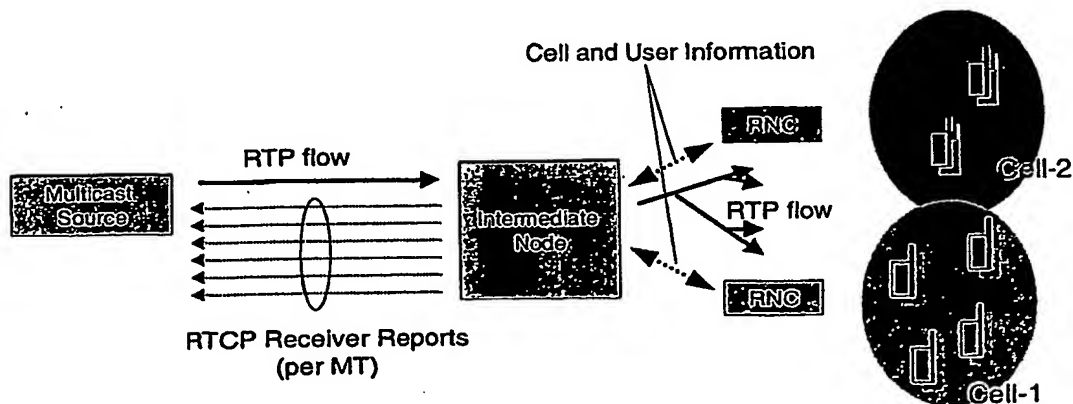 Cell and User Information
RNC
RTP flow
Cell-2
Multicast
Source
Intermediate
Node
RTP flow
RNC
RTCP Receiver Reports
(per MT)
Cell-1